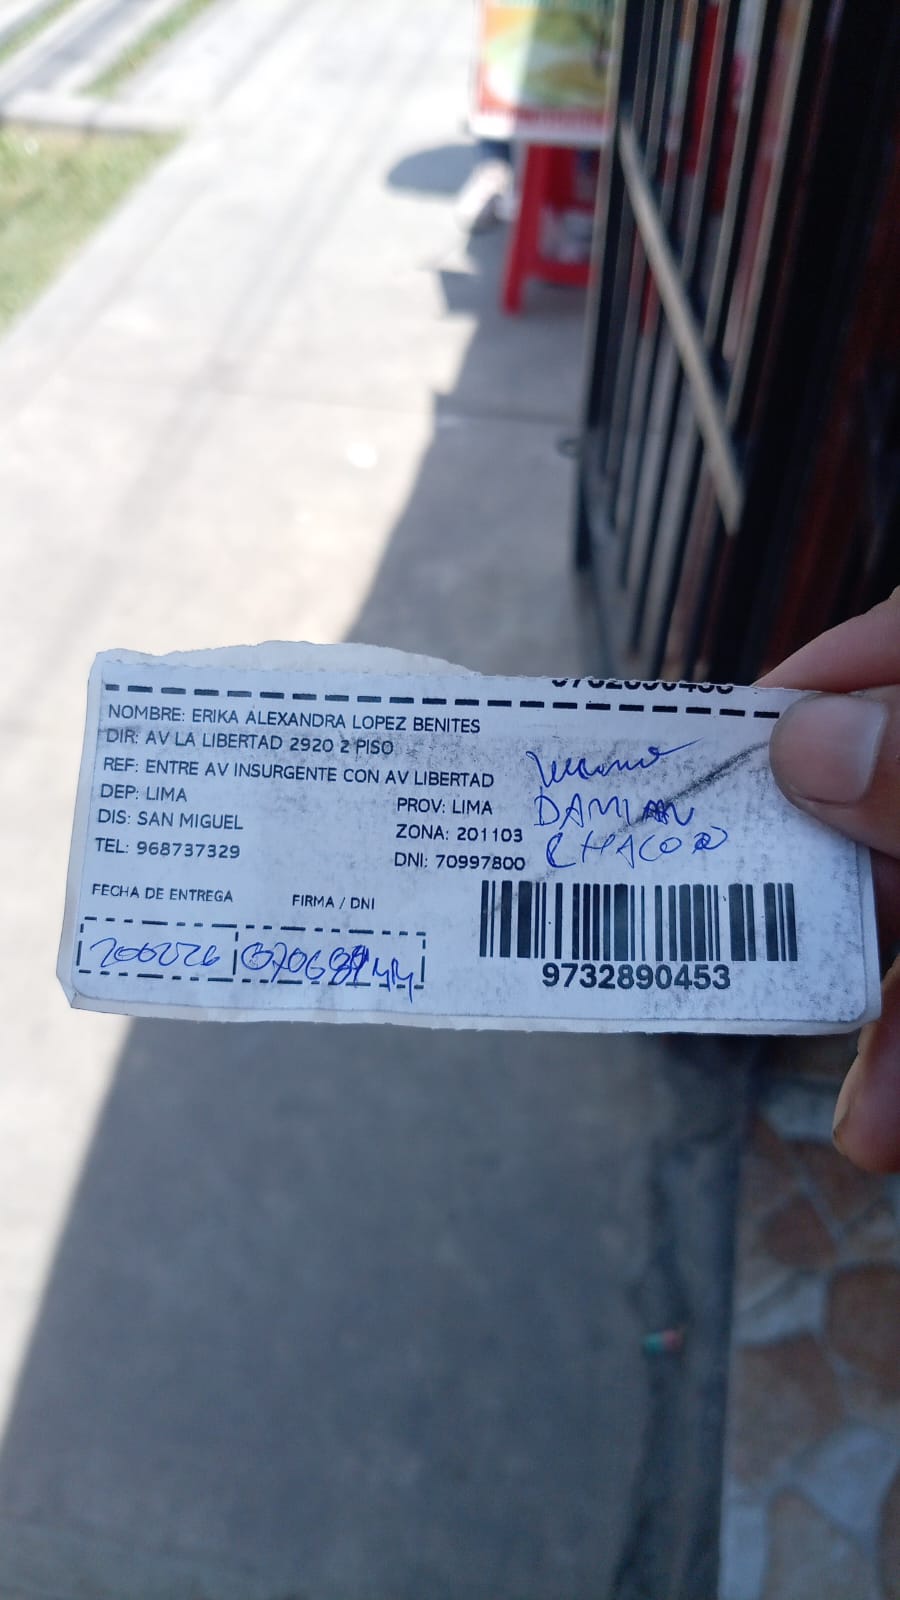 9732890453
NOMBRE: ERIKA ALEXANDRA LOPEZ BENITES
DIR: AV LA LIBERTAD 2920 2 PISO
REF: ENTRE AV INSURGENTE CON AV LIBERTAD
DEP: LIMA PROV: LIMA
DIS: SAN MIGUEL ZONA: 201103
TEL: 968737329 DNI: 70997800
DAMIAN
FECHA DE ENTREGA FIRMA / DNI
9732890453